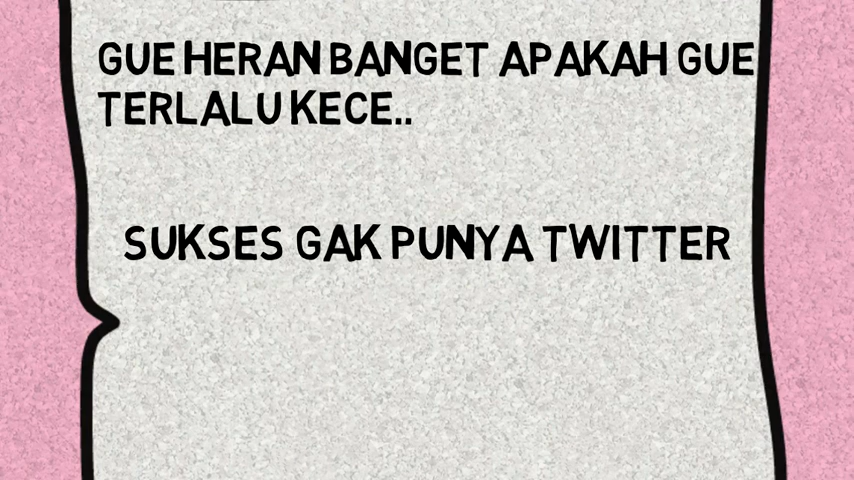 GUE HERAN BANGET APAKAH GUE
TERLALU KECE..
SUKSES GAK PUNYA TWITTER